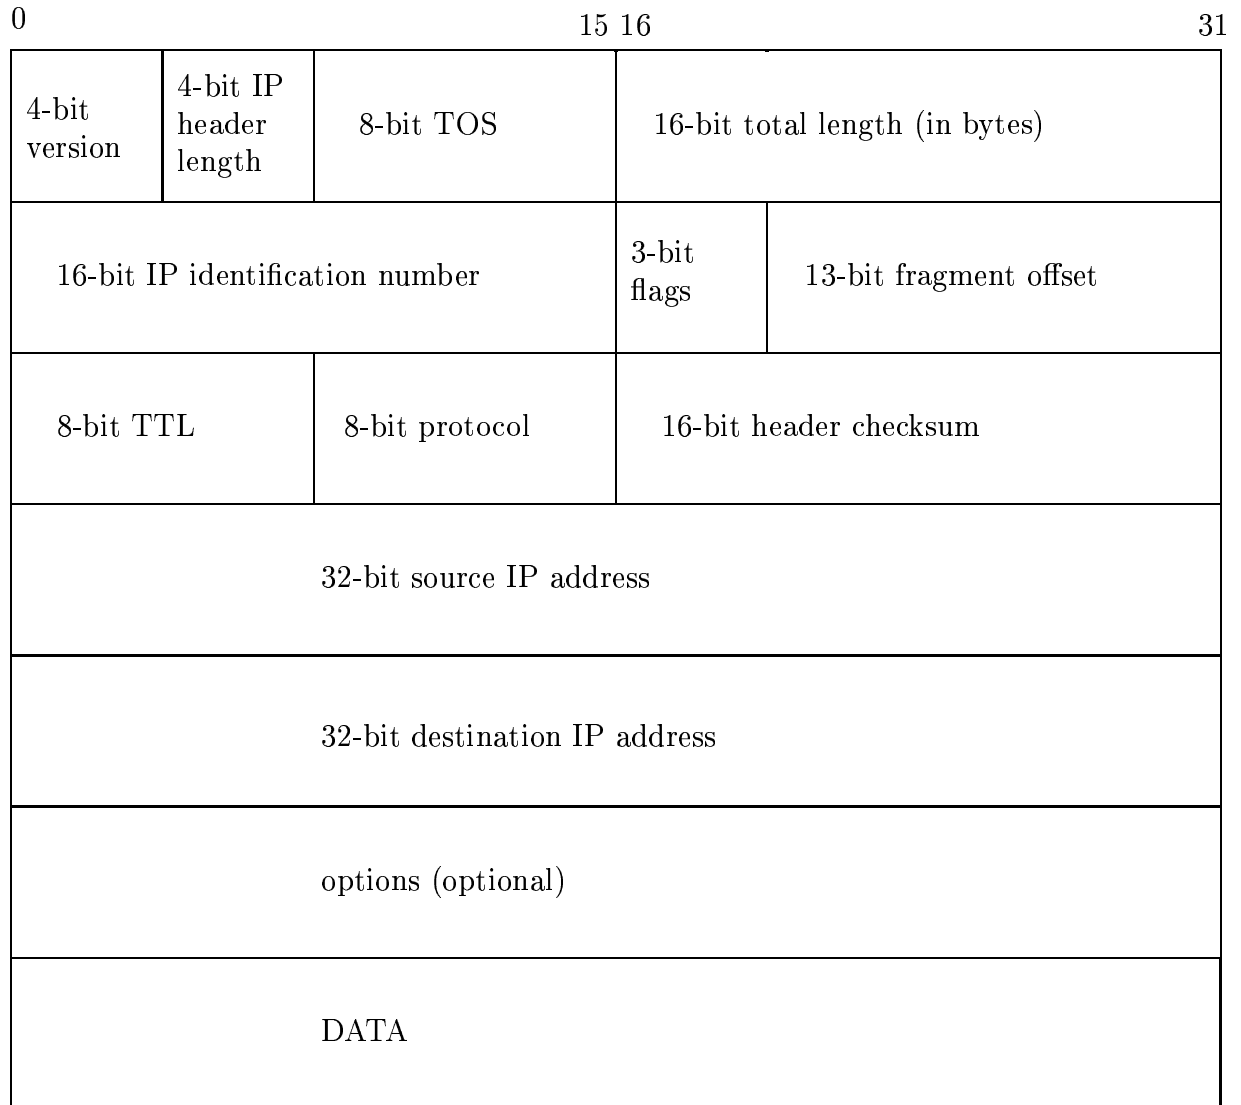 0 15 16 31
4-bit
version
4-bit IP
header
length
8-bit TOS
16-bit total length (in bytes)
16-bit IP identification number
3-bit
flags
13-bit fragment offset
8-bit TTL
8-bit protocol
16-bit header checksum
32-bit source IP address
32-bit destination IP address
options (optional)
DATA